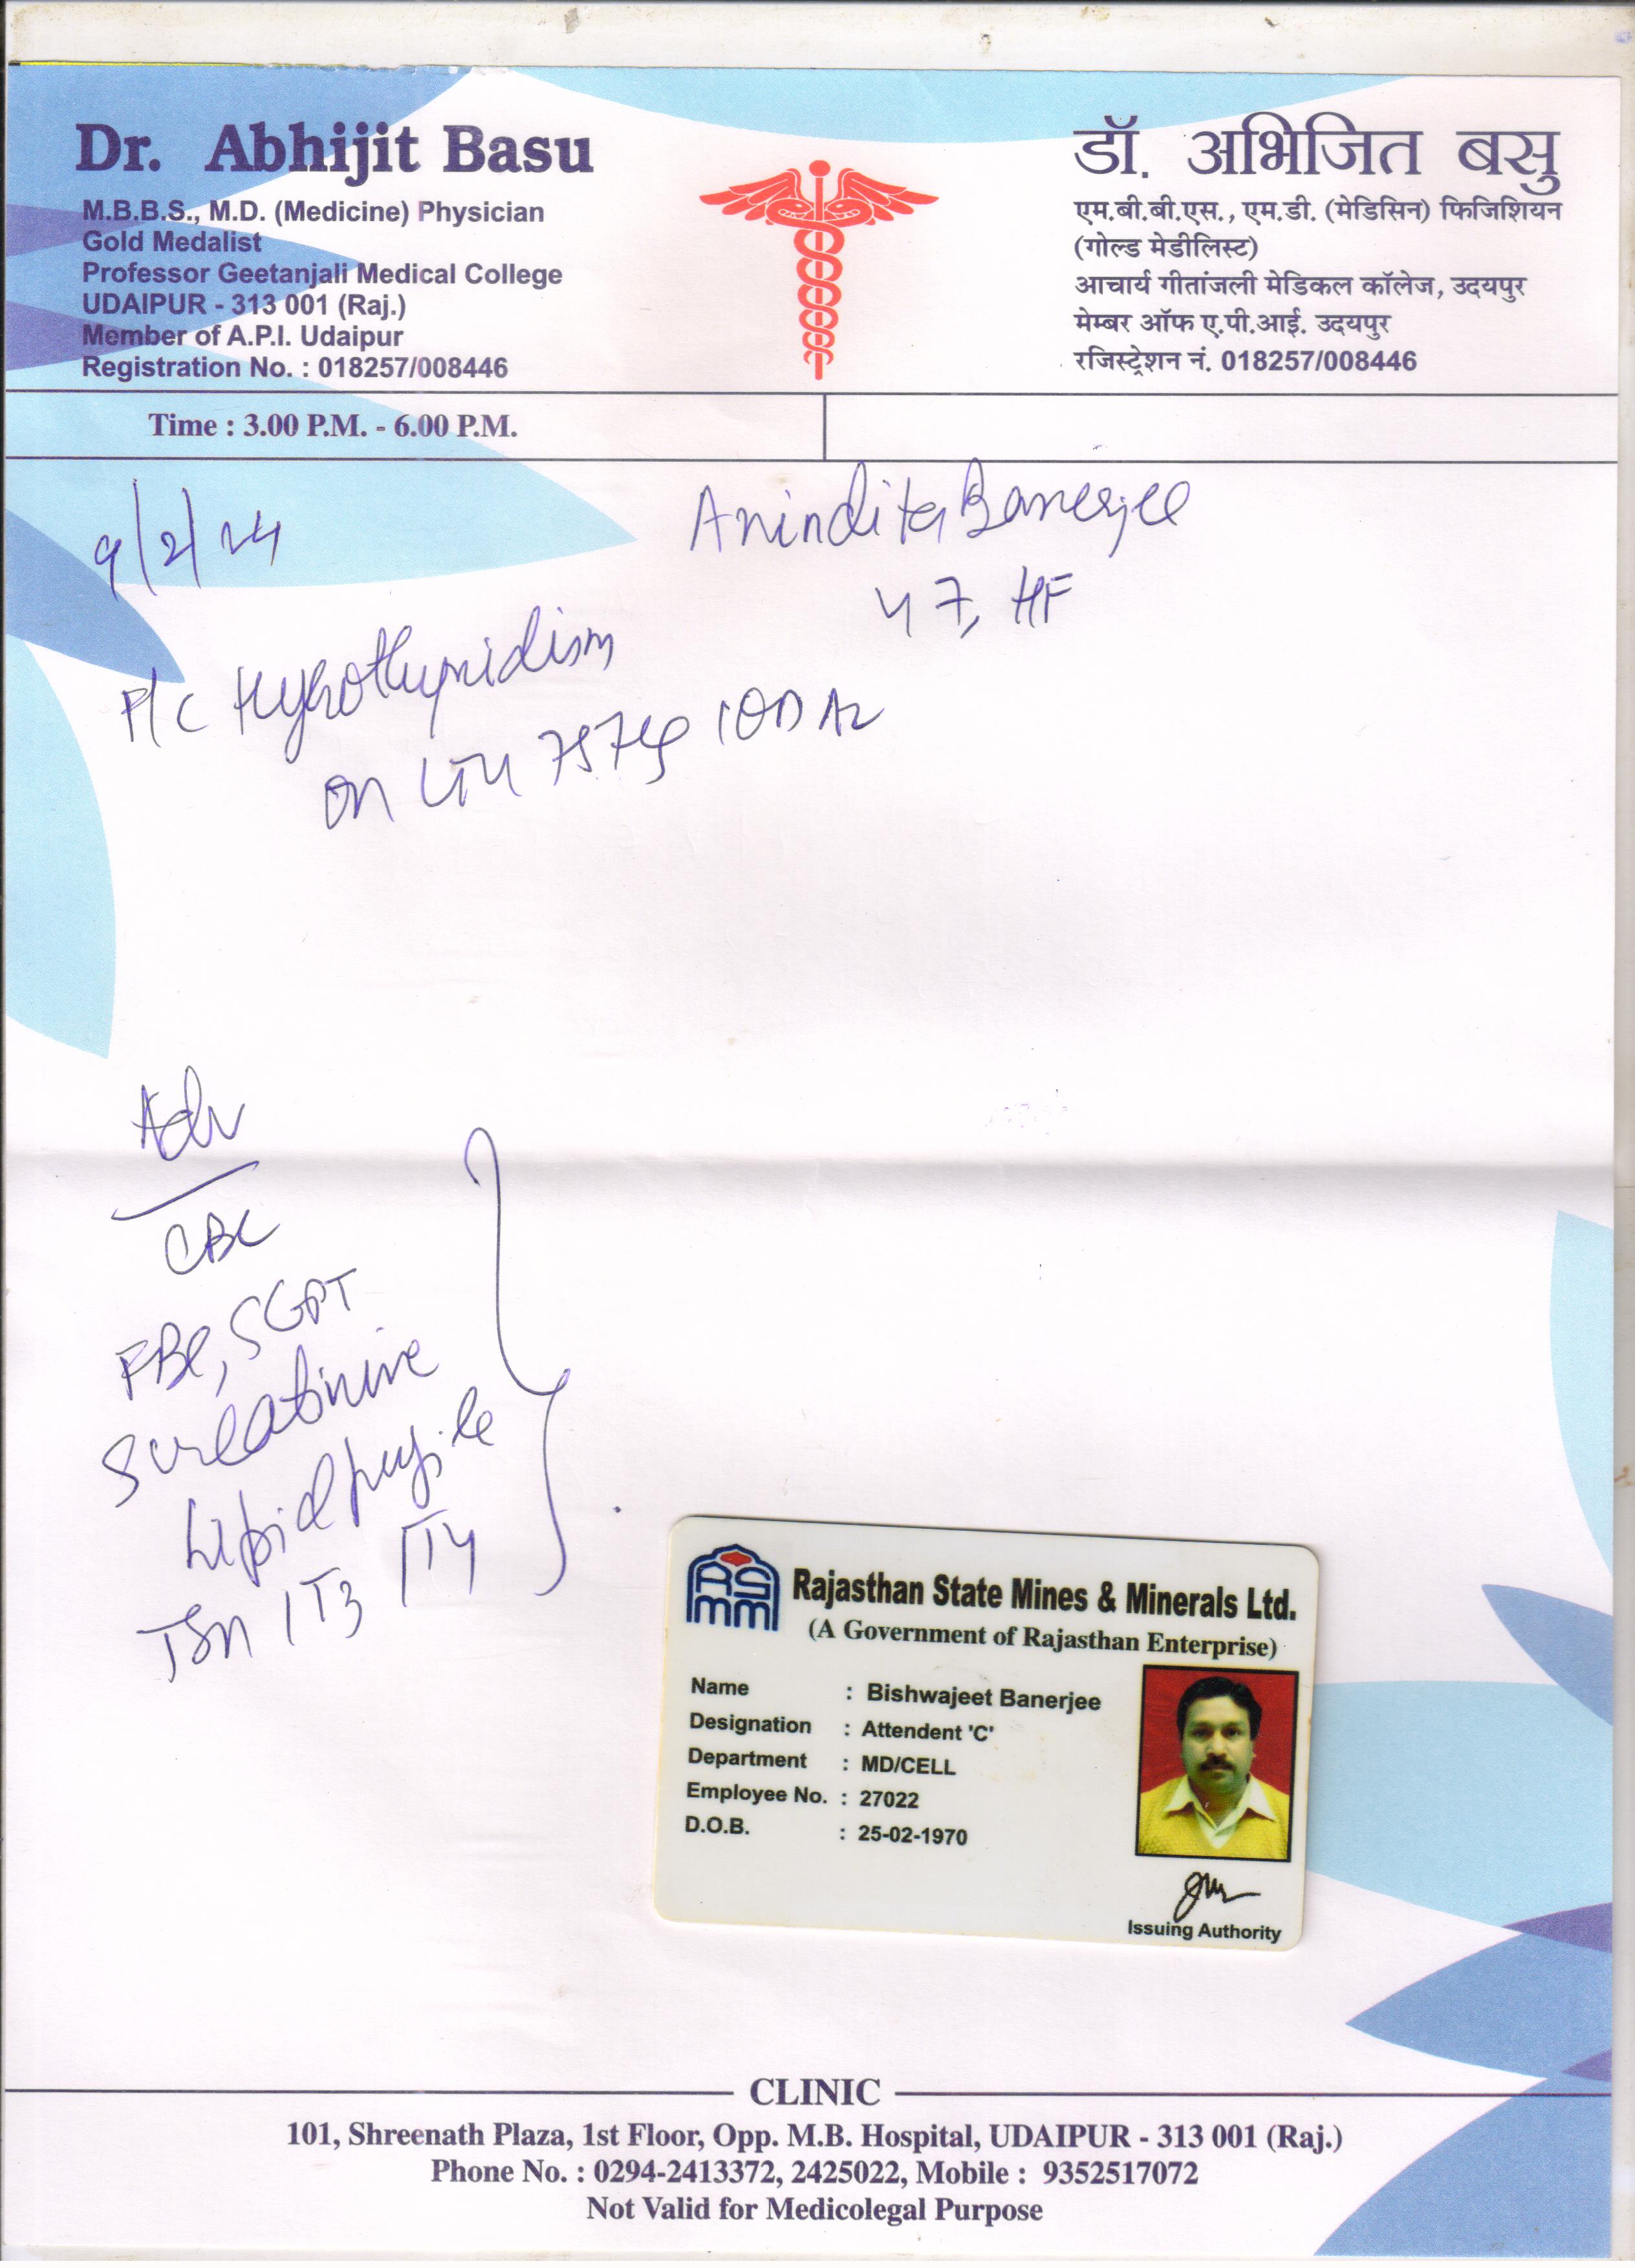 Dr. Abhijit Basu
M.B.B.S., M.D. (Medicine) Physician
Gold Medalist
Professor Geetanjali Medical College
UDAIPUR - 313 001 (Raj.)
Member of A.P.I. Udaipur
Registration No. : 018257/008446
डॉ. अभिजित बसु
एम.बी.बी.एस., एम.डी. (मेडिसिन) फिजिशियन
(गोल्ड मेडीलिस्ट)
आचार्य गीतांजली मेडिकल कॉलेज, उदयपुर
मेम्बर ऑफ ए.पी.आई. उदयपुर
रजिस्ट्रेशन नं. 018257/008446
Time : 3.00 P.M. - 6.00 P.M.
9/2/24
Anindita Banerjee
47, HF
Hypothyroidism
on
Adv
CBC
SGPT
S creatinine
Lipid profile
TSH / T3 / T4
RSMM
Rajasthan State Mines & Minerals Ltd.
(A Government of Rajasthan Enterprise)
Name : Bishwajeet Banerjee
Designation : Attendent 'C'
Department : MD/CELL
Employee No. : 27022
D.O.B. : 25-02-1970
Issuing Authority
CLINIC
101, Shreenath Plaza, 1st Floor, Opp. M.B. Hospital, UDAIPUR - 313 001 (Raj.)
Phone No. : 0294-2413372, 2425022, Mobile : 9352517072
Not Valid for Medicolegal Purpose